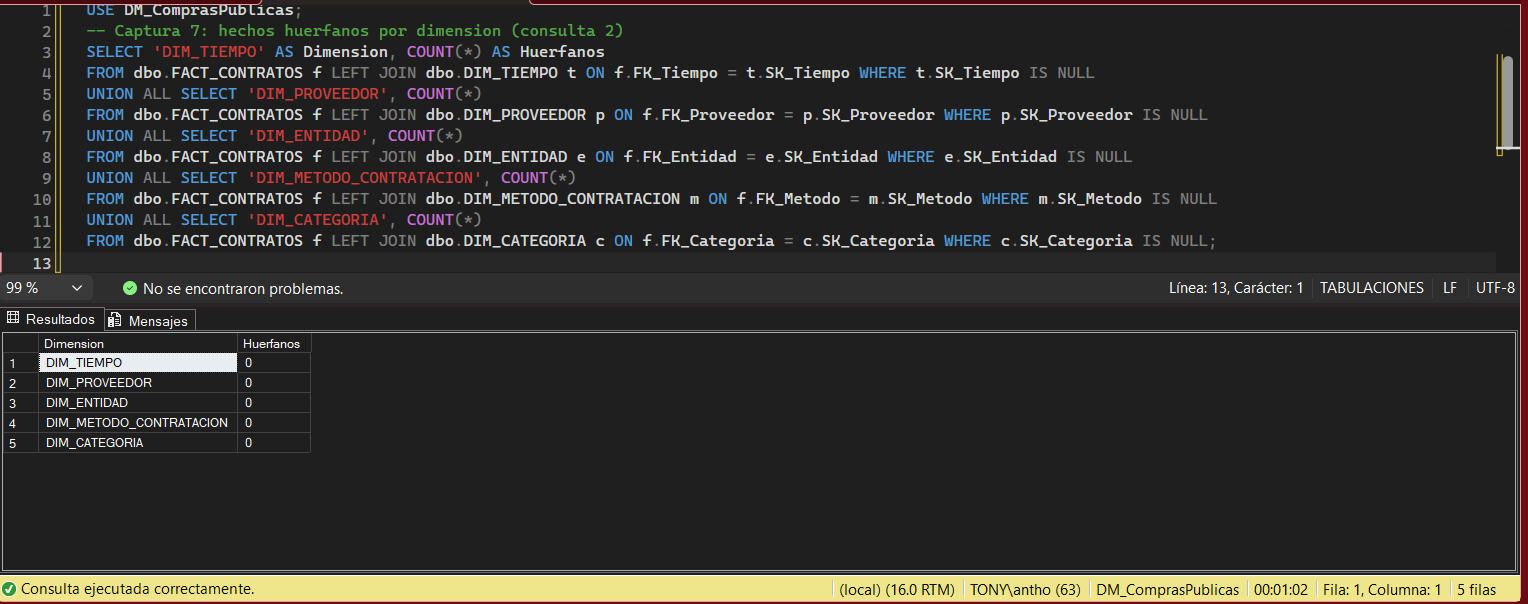 1 USE DM_ComprasPublicas;
2 -- Captura 7: hechos huerfanos por dimension (consulta 2)
3 SELECT 'DIM_TIEMPO' AS Dimension, COUNT(*) AS Huerfanos
4 FROM dbo.FACT_CONTRATOS f LEFT JOIN dbo.DIM_TIEMPO t ON f.FK_Tiempo = t.SK_Tiempo WHERE t.SK_Tiempo IS NULL
5 UNION ALL SELECT 'DIM_PROVEEDOR', COUNT(*)
6 FROM dbo.FACT_CONTRATOS f LEFT JOIN dbo.DIM_PROVEEDOR p ON f.FK_Proveedor = p.SK_Proveedor WHERE p.SK_Proveedor IS NULL
7 UNION ALL SELECT 'DIM_ENTIDAD', COUNT(*)
8 FROM dbo.FACT_CONTRATOS f LEFT JOIN dbo.DIM_ENTIDAD e ON f.FK_Entidad = e.SK_Entidad WHERE e.SK_Entidad IS NULL
9 UNION ALL SELECT 'DIM_METODO_CONTRATACION', COUNT(*)
10 FROM dbo.FACT_CONTRATOS f LEFT JOIN dbo.DIM_METODO_CONTRATACION m ON f.FK_Metodo = m.SK_Metodo WHERE m.SK_Metodo IS NULL
11 UNION ALL SELECT 'DIM_CATEGORIA', COUNT(*)
12 FROM dbo.FACT_CONTRATOS f LEFT JOIN dbo.DIM_CATEGORIA c ON f.FK_Categoria = c.SK_Categoria WHERE c.SK_Categoria IS NULL;
13
99 % No se encontraron problemas. Línea: 13, Carácter: 1 TABULACIONES LF UTF-8
Resultados Mensajes
Dimension Huerfanos
1 DIM_TIEMPO 0
2 DIM_PROVEEDOR 0
3 DIM_ENTIDAD 0
4 DIM_METODO_CONTRATACION 0
5 DIM_CATEGORIA 0
Consulta ejecutada correctamente. (local) (16.0 RTM) TONY\antho (63) DM_ComprasPublicas 00:01:02 Fila: 1, Columna: 1 5 filas